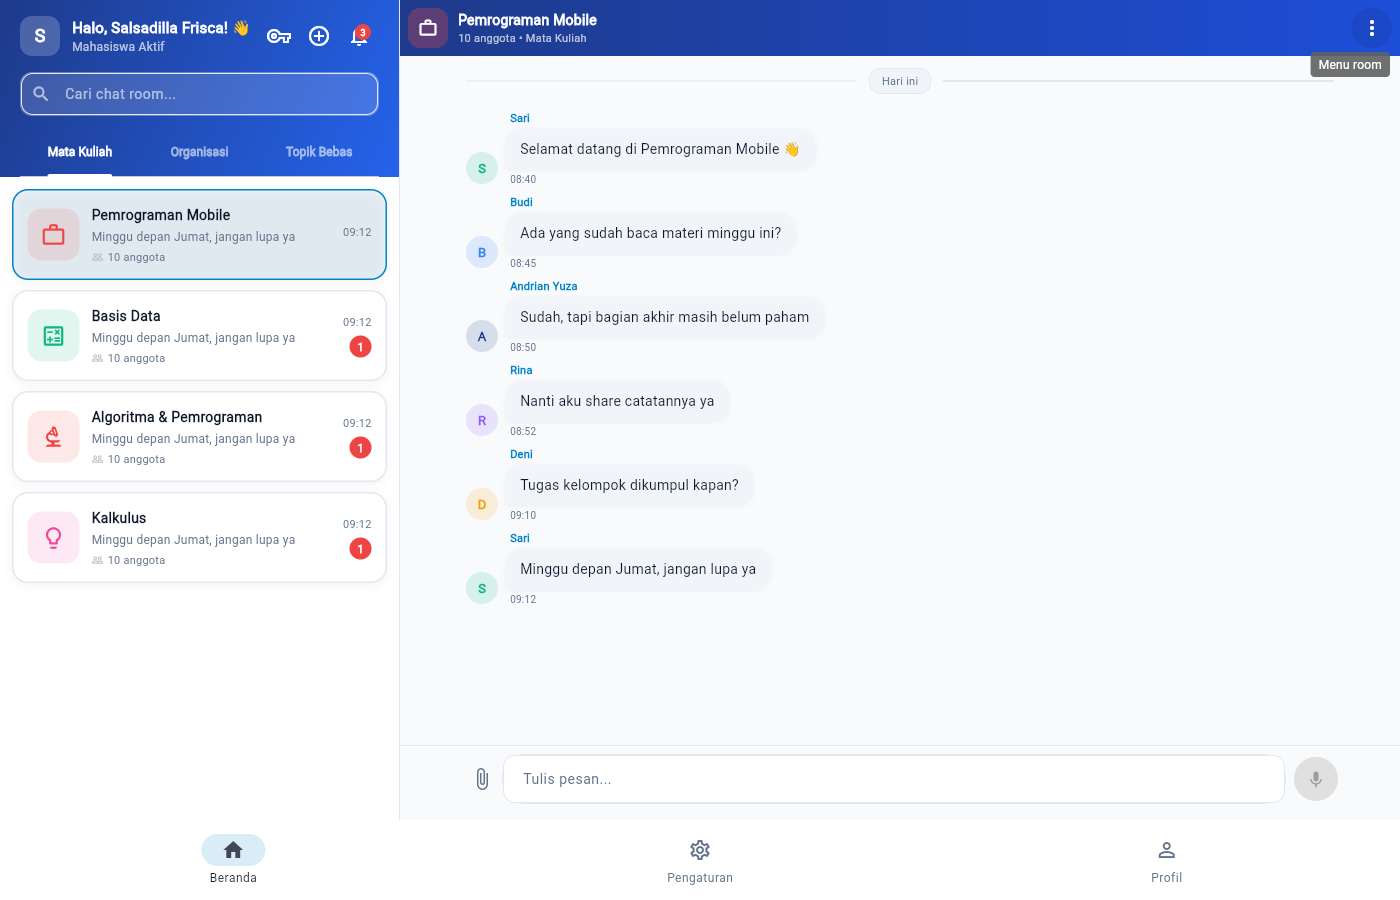 S
Halo, Salsadilla Frisca! 👋
Mahasiswa Aktif
3
Cari chat room...
Mata Kuliah
Organisasi
Topik Bebas
Pemrograman Mobile
Minggu depan Jumat, jangan lupa ya
09:12
10 anggota
Basis Data
09:12
Minggu depan Jumat, jangan lupa ya
1
10 anggota
Algoritma & Pemrograman
09:12
Minggu depan Jumat, jangan lupa ya
1
10 anggota
Kalkulus
09:12
Minggu depan Jumat, jangan lupa ya
1
10 anggota
Pemrograman Mobile
10 anggota • Mata Kuliah
Menu room
Hari ini
Sari
Selamat datang di Pemrograman Mobile 👋
S
08:40
Budi
Ada yang sudah baca materi minggu ini?
B
08:45
Andrian Yuza
Sudah, tapi bagian akhir masih belum paham
A
08:50
Rina
Nanti aku share catatannya ya
R
08:52
Deni
Tugas kelompok dikumpul kapan?
D
09:10
Sari
Minggu depan Jumat, jangan lupa ya
S
09:12
Tulis pesan...
Beranda
Pengaturan
Profil